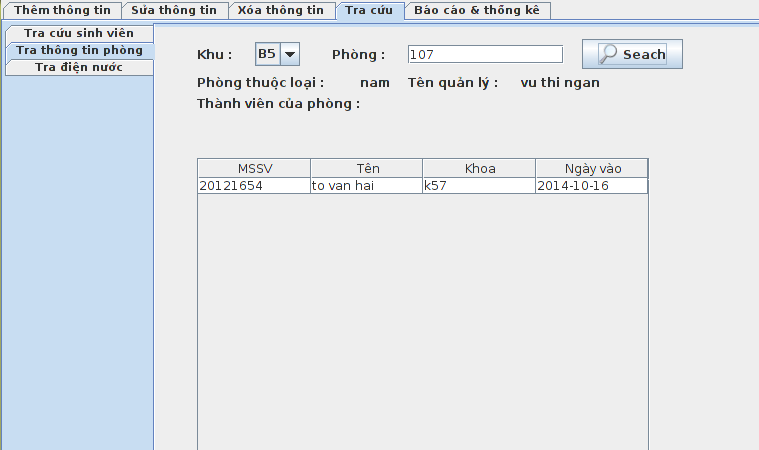 Thêm thông tin Sửa thông tin Xóa thông tin Tra cứu Báo cáo & thống kê
Tra cứu sinh viên
Tra thông tin phòng
Tra điện nước
Khu : B5 Phòng : 107 Seach
Phòng thuộc loại : nam Tên quản lý : vu thi ngan
Thành viên của phòng :
MSSV Tên Khoa Ngày vào
20121654 to van hai k57 2014-10-16